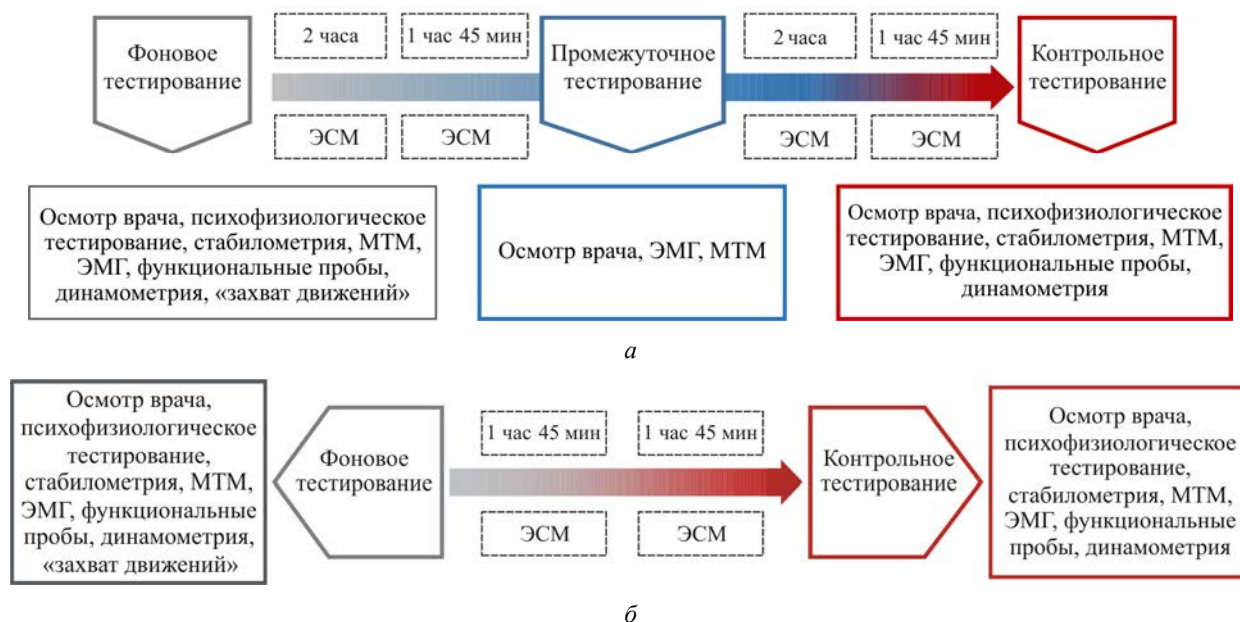 Фоновое
тестирование
2 часа
1 час 45 мин
ЭСМ
ЭСМ
Промежуточное
тестирование
2 часа
1 час 45 мин
ЭСМ
ЭСМ
Контрольное
тестирование
Осмотр врача, психофизиологическое
тестирование, стабилометрия, МТМ,
ЭМГ, функциональные пробы,
динамометрия, «захват движений»
Осмотр врача, ЭМГ, МТМ
Осмотр врача, психофизиологическое
тестирование, стабилометрия, МТМ,
ЭМГ, функциональные пробы,
динамометрия
а
Осмотр врача,
психофизиологическое
тестирование,
стабилометрия, МТМ,
ЭМГ, функциональные
пробы, динамометрия,
«захват движений»
Фоновое
тестирование
1 час 45 мин
1 час 45 мин
ЭСМ
ЭСМ
Контрольное
тестирование
Осмотр врача,
психофизиологическое
тестирование,
стабилометрия, МТМ,
ЭМГ, функциональные
пробы, динамометрия
б